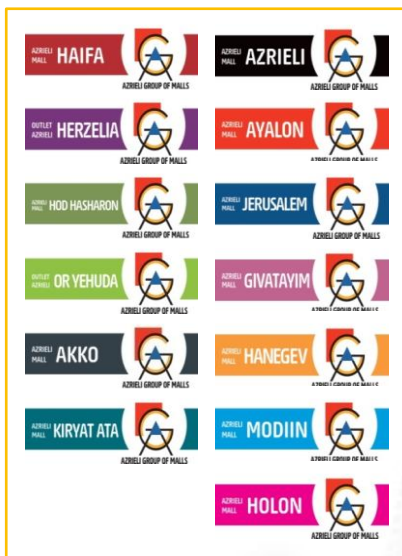 AZRIELI MALL HAIFA
AZRIELI GROUP OF MALLS
OUTLET AZRIELI HERZELIA
AZRIELI GROUP OF MALLS
AZRIELI MALL HOD HASHARON
AZRIELI GROUP OF MALLS
OUTLET AZRIELI OR YEHUDA
AZRIELI GROUP OF MALLS
AZRIELI MALL AKKO
AZRIELI GROUP OF MALLS
AZRIELI MALL KIRYAT ATA
AZRIELI GROUP OF MALLS
AZRIELI MALL AZRIELI
AZRIELI GROUP OF MALLS
AZRIELI MALL AYALON
AZRIELI GROUP OF MALLS
AZRIELI MALL JERUSALEM
AZRIELI GROUP OF MALLS
AZRIELI MALL GIVATAYIM
AZRIELI GROUP OF MALLS
AZRIELI MALL HANEGEV
AZRIELI GROUP OF MALLS
AZRIELI MALL MODIIN
AZRIELI GROUP OF MALLS
AZRIELI MALL HOLON
AZRIELI GROUP OF MALLS